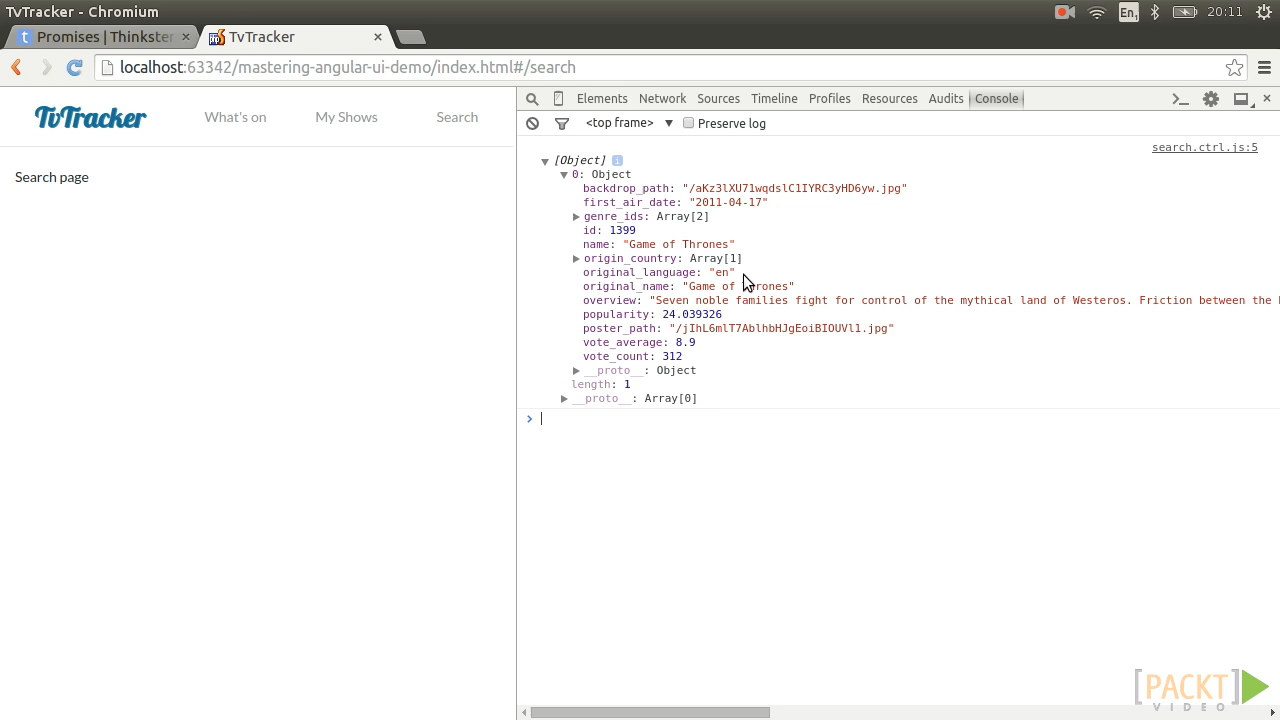 TvTracker - Chromium
En1
20:11
Promises | Thinkster
TvTracker
localhost:63342/mastering-angular-ui-demo/index.html#/search
TvTracker
What's on
My Shows
Search
Search page
Elements
Network
Sources
Timeline
Profiles
Resources
Audits
Console
<top frame>
Preserve log
search.ctrl.js:5
[Object] i
0: Object
backdrop_path: "/aKz3lXU71wqdslC1IYRC3yHD6yw.jpg"
first_air_date: "2011-04-17"
genre_ids: Array[2]
id: 1399
name: "Game of Thrones"
origin_country: Array[1]
original_language: "en"
original_name: "Game of Thrones"
overview: "Seven noble families fight for control of the mythical land of Westeros. Friction between the
popularity: 24.039326
poster_path: "/jIhL6mlT7AblhbHJgEoiBIOUVl1.jpg"
vote_average: 8.9
vote_count: 312
__proto__: Object
length: 1
__proto__: Array[0]
[PACKT]
VIDEO